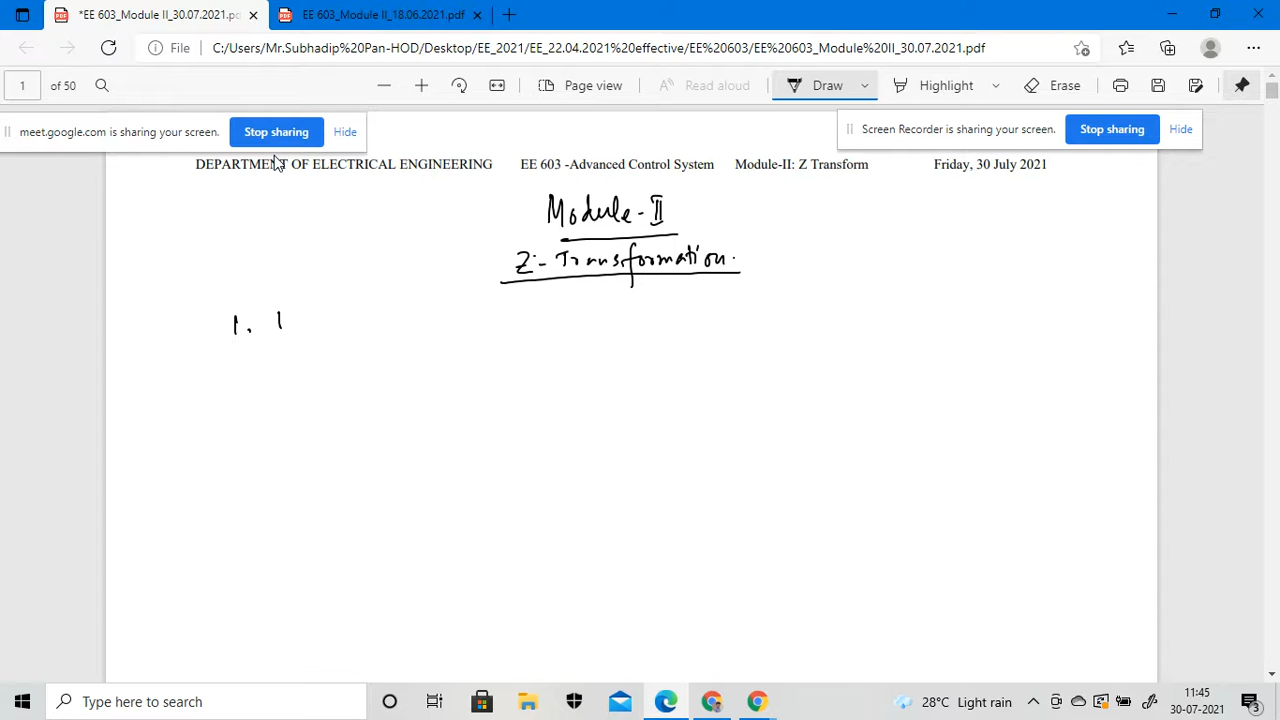 *EE 603_Module II_30.07.2021.pd
EE 603_Module II_18.06.2021.pdf
File
C:/Users/Mr.Subhadip%20Pan-HOD/Desktop/EE_2021/EE_22.04.2021%20effective/EE%20603/EE%20603_Module%20II_30.07.2021.pdf
1 of 50
Page view
Read aloud
Draw
Highlight
Erase
meet.google.com is sharing your screen. Stop sharing Hide
Screen Recorder is sharing your screen. Stop sharing Hide
DEPARTMENT OF ELECTRICAL ENGINEERING EE 603 -Advanced Control System Module-II: Z Transform Friday, 30 July 2021
Module-II
Z-Transformation.
1. I
Type here to search
28°C Light rain
11:45
30-07-2021
3